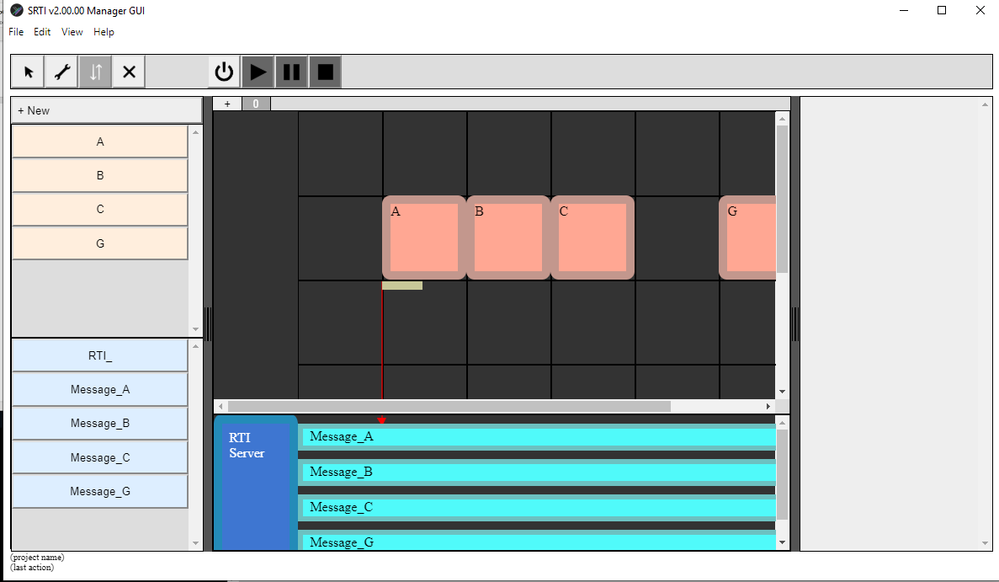 SRTI v2.00.00 Manager GUI
File Edit View Help
+ New
A
B
C
G
RTI_
Message_A
Message_B
Message_C
Message_G
+ 0
A B C G
RTI
Server
Message_A
Message_B
Message_C
Message_G
(project name)
(last action)